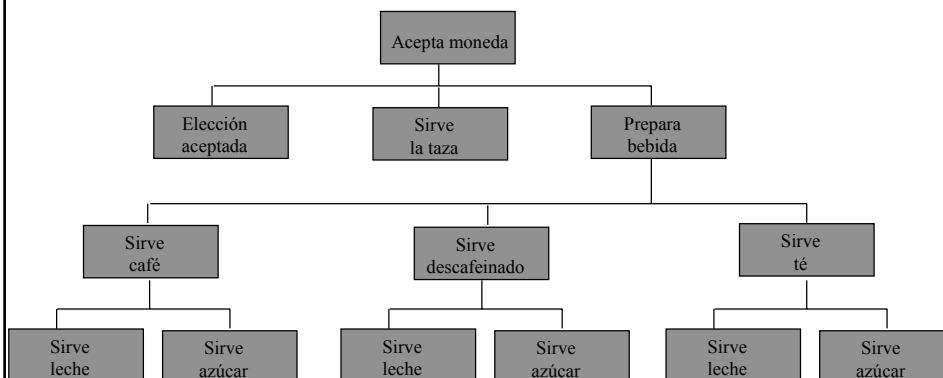 Acepta moneda
Elección
aceptada
Sirve
la taza
Prepara
bebida
Sirve
café
Sirve
descafeinado
Sirve
té
Sirve
leche
Sirve
azúcar
Sirve
leche
Sirve
azúcar
Sirve
leche
Sirve
azúcar